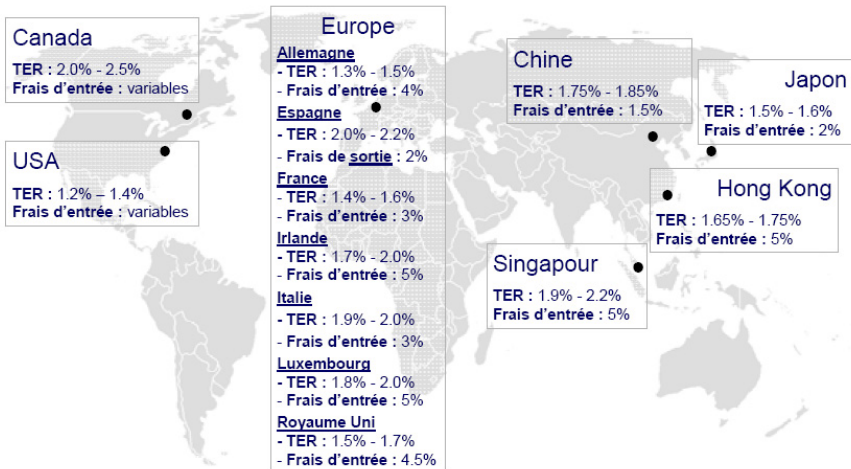 Canada
TER : 2.0% - 2.5%
Frais d'entrée : variables
USA
TER : 1.2% – 1.4%
Frais d'entrée : variables
Europe
Allemagne
- TER : 1.3% - 1.5%
- Frais d'entrée : 4%
Espagne
- TER : 2.0% - 2.2%
- Frais de sortie : 2%
France
- TER : 1.4% - 1.6%
- Frais d'entrée : 3%
Irlande
- TER : 1.7% - 2.0%
- Frais d'entrée : 5%
Italie
- TER : 1.9% - 2.0%
- Frais d'entrée : 3%
Luxembourg
- TER : 1.8% - 2.0%
- Frais d'entrée : 5%
Royaume Uni
- TER : 1.5% - 1.7%
- Frais d'entrée : 4.5%
Chine
TER : 1.75% - 1.85%
Frais d'entrée : 1.5%
Japon
TER : 1.5% - 1.6%
Frais d'entrée : 2%
Hong Kong
TER : 1.65% - 1.75%
Frais d'entrée : 5%
Singapour
TER : 1.9% - 2.2%
Frais d'entrée : 5%